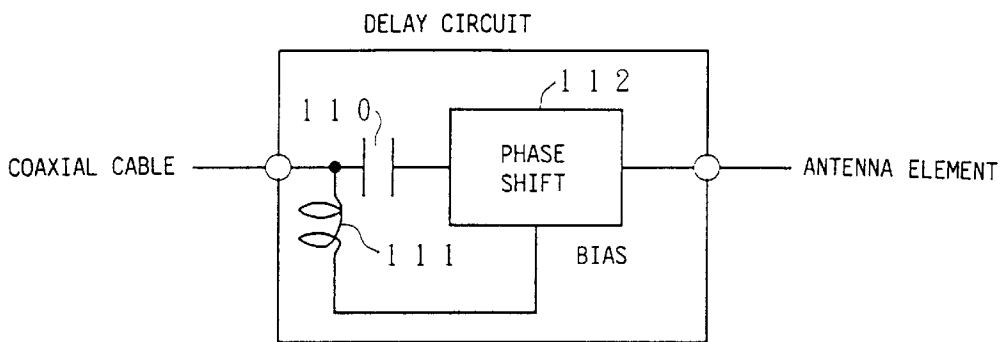 DELAY CIRCUIT
1 1 2
1 1 0
COAXIAL CABLE
PHASE
SHIFT
ANTENNA ELEMENT
1 1 1
BIAS